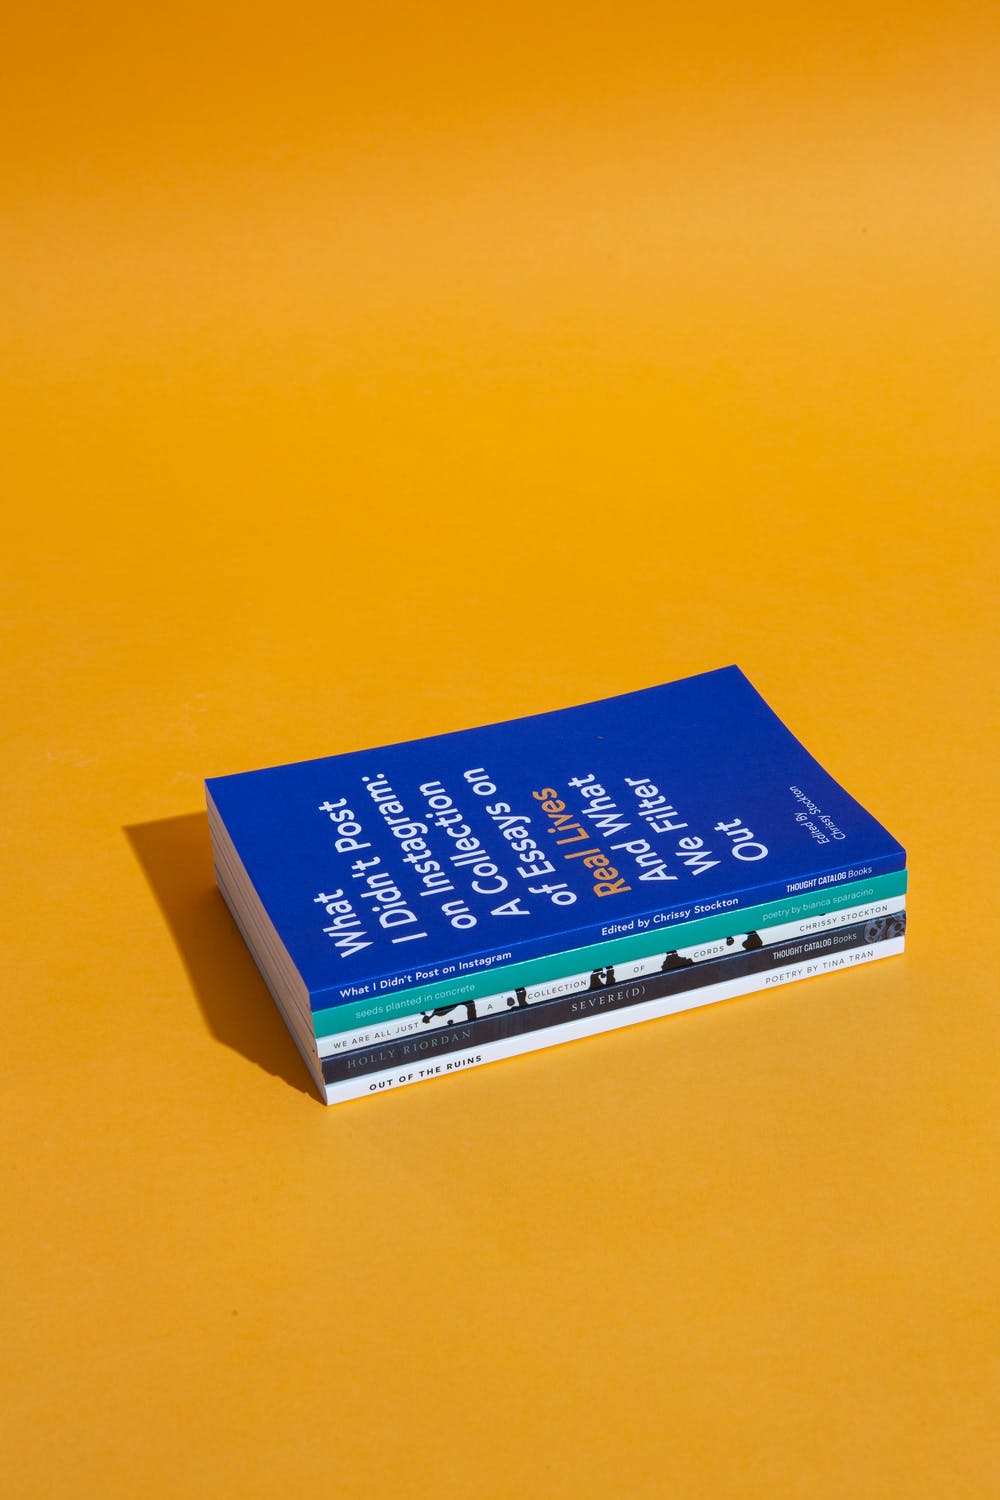 What
I Didn't Post
on Instagram:
A Collection
of Essays on
Real Lives
And What
We Filter
Out
Edited By
Chrissy Stockton
What I Didn't Post on Instagram Edited by Chrissy Stockton THOUGHT CATALOG Books
seeds planted in concrete poetry by bianca sparacino
WE ARE ALL JUST A COLLECTION OF CORDS CHRISSY STOCKTON
HOLLY RIORDAN SEVERE(D) THOUGHT CATALOG Books
OUT OF THE RUINS POETRY BY TINA TRAN